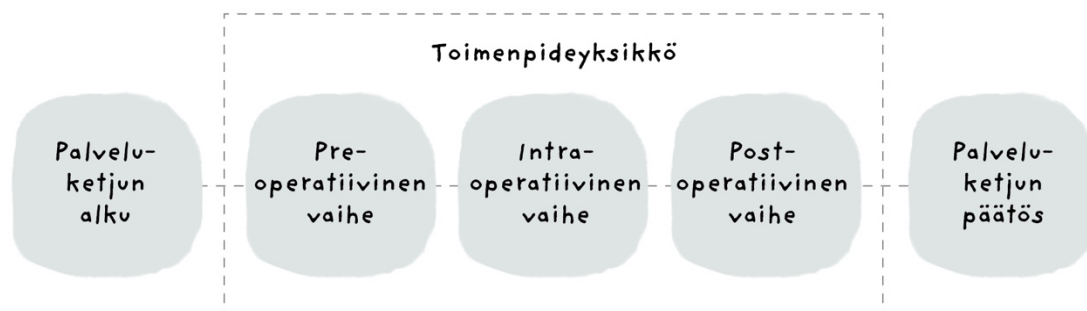 Toimenpideyksikkö
Palvelu-
ketjun
alku
Pre-
operatiivinen
vaihe
Intra-
operatiivinen
vaihe
Post-
operatiivinen
vaihe
Palvelu-
ketjun
päätös